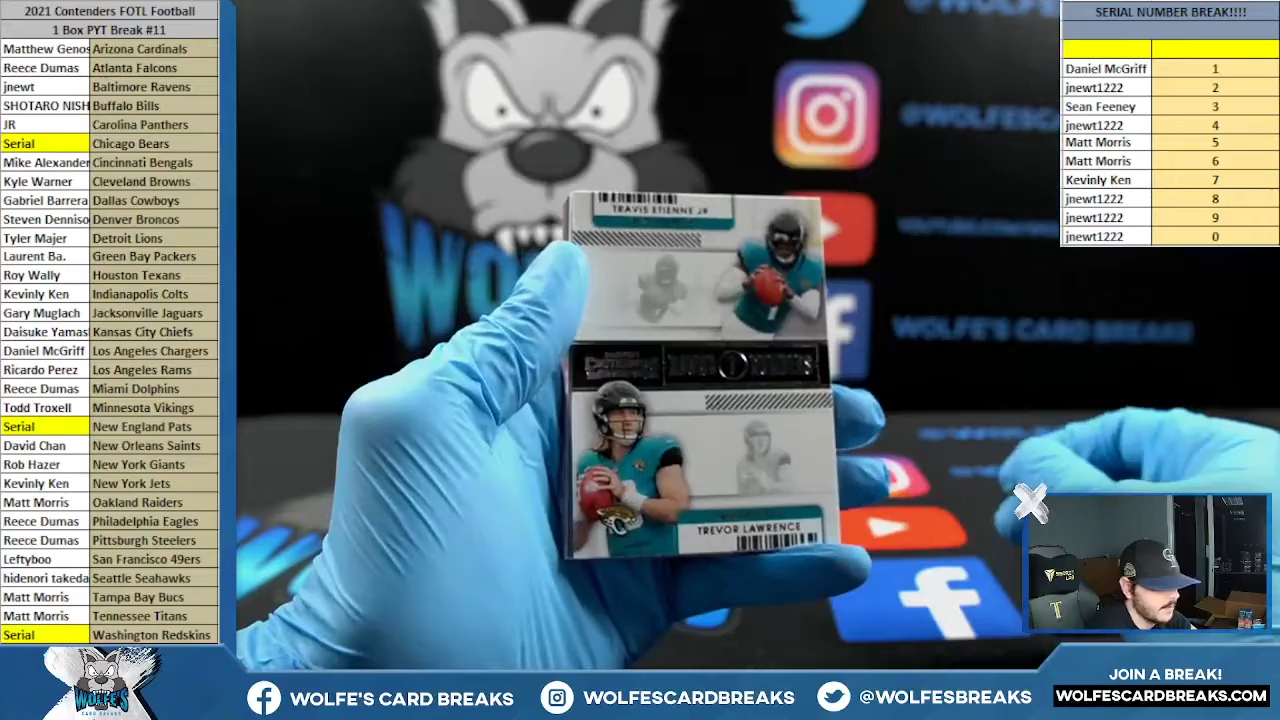 2021 Contenders FOTL Football
1 Box PYT Break #11
Matthew Genos Arizona Cardinals
Reece Dumas Atlanta Falcons
jnewt Baltimore Ravens
SHOTARO NISH Buffalo Bills
JR Carolina Panthers
Serial Chicago Bears
Mike Alexander Cincinnati Bengals
Kyle Warner Cleveland Browns
Gabriel Barrera Dallas Cowboys
Steven Denniso Denver Broncos
Tyler Majer Detroit Lions
Laurent Ba. Green Bay Packers
Roy Wally Houston Texans
Kevinly Ken Indianapolis Colts
Gary Muglach Jacksonville Jaguars
Daisuke Yamas Kansas City Chiefs
Daniel McGriff Los Angeles Chargers
Ricardo Perez Los Angeles Rams
Reece Dumas Miami Dolphins
Todd Troxell Minnesota Vikings
Serial New England Pats
David Chan New Orleans Saints
Rob Hazer New York Giants
Kevinly Ken New York Jets
Matt Morris Oakland Raiders
Reece Dumas Philadelphia Eagles
Reece Dumas Pittsburgh Steelers
Leftyboo San Francisco 49ers
hidenori takeda Seattle Seahawks
Matt Morris Tampa Bay Bucs
Matt Morris Tennessee Titans
Serial Washington Redskins
SERIAL NUMBER BREAK!!!!
Daniel McGriff 1
jnewt1222 2
Sean Feeney 3
jnewt1222 4
Matt Morris 5
Matt Morris 6
Kevinly Ken 7
jnewt1222 8
jnewt1222 9
jnewt1222 0
TRAVIS ETIENNE JR
TREVOR LAWRENCE
WOLFE'S CARD BREAKS
WOLFE'S CARD BREAKS
WOLFESCARDBREAKS
@WOLFESBREAKS
JOIN A BREAK!
WOLFESCARDBREAKS.COM